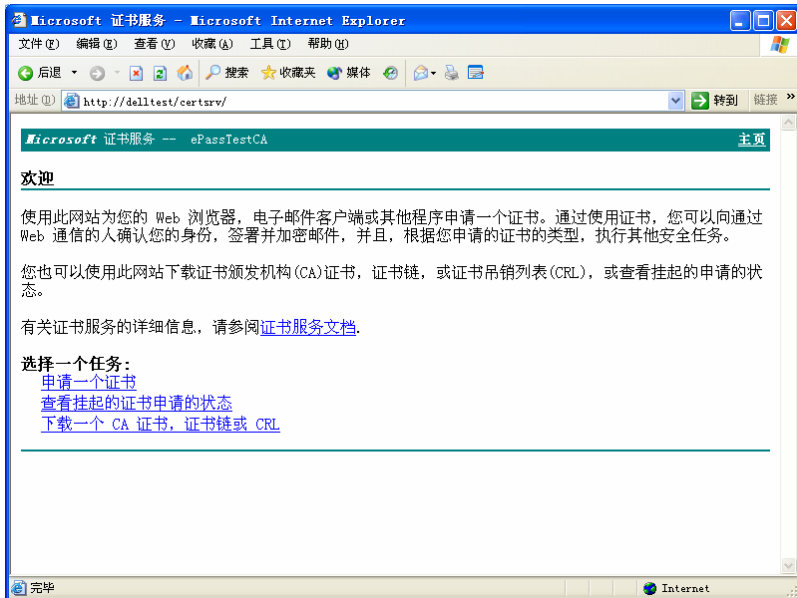 Microsoft 证书服务 - Microsoft Internet Explorer
文件(F) 编辑(E) 查看(V) 收藏(A) 工具(T) 帮助(H)
后退 搜索 收藏夹 媒体
地址(D) http://delltest/certsrv/ 转到 链接 »
Microsoft 证书服务 -- ePassTestCA 主页
欢迎
使用此网站为您的 Web 浏览器，电子邮件客户端或其他程序申请一个证书。通过使用证书，您可以向通过
Web 通信的人确认您的身份，签署并加密邮件，并且，根据您申请的证书的类型，执行其他安全任务。
您也可以使用此网站下载证书颁发机构(CA)证书，证书链，或证书吊销列表(CRL)，或查看挂起的申请的状
态。
有关证书服务的详细信息，请参阅证书服务文档.
选择一个任务:
申请一个证书
查看挂起的证书申请的状态
下载一个 CA 证书，证书链或 CRL
完毕 Internet